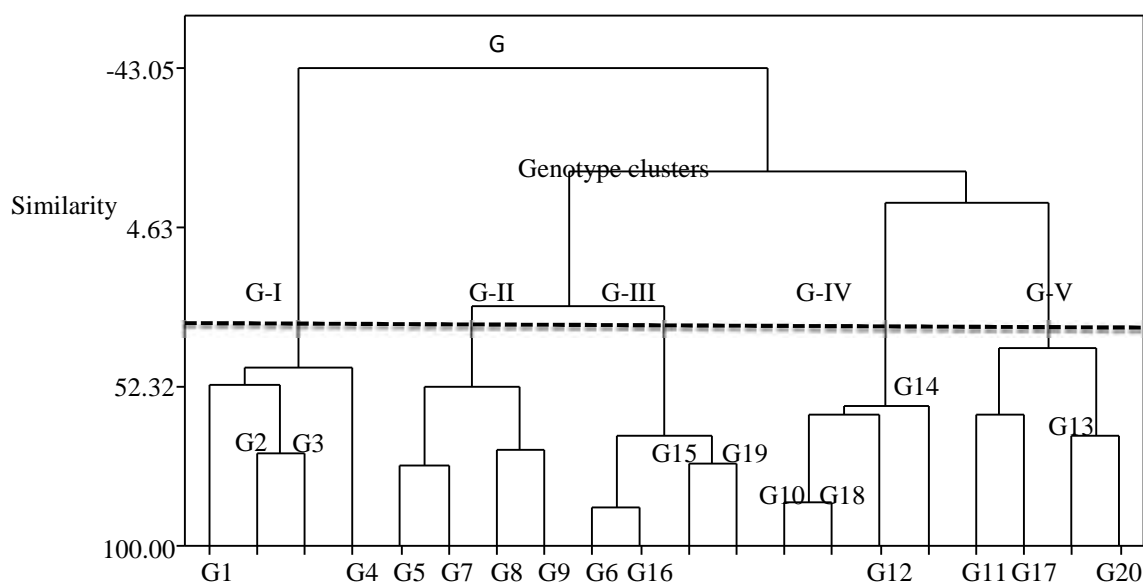 G
-43.05
Genotype clusters
Similarity
4.63
G-I G-II G-III G-IV G-V
52.32
G14
G2 G3 G15 G19 G13
G10 G18
100.00
G1 G4 G5 G7 G8 G9 G6 G16 G12 G11 G17 G20